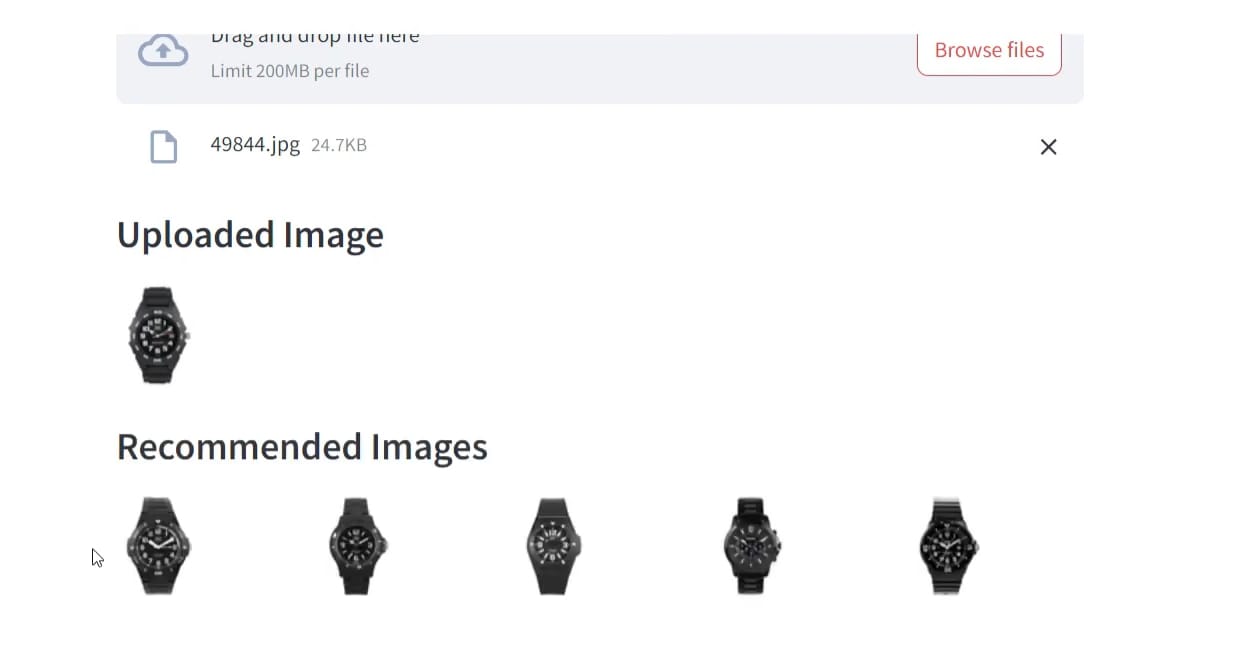 Drag and drop file here
Limit 200MB per file
Browse files
49844.jpg 24.7KB
Uploaded Image
Recommended Images